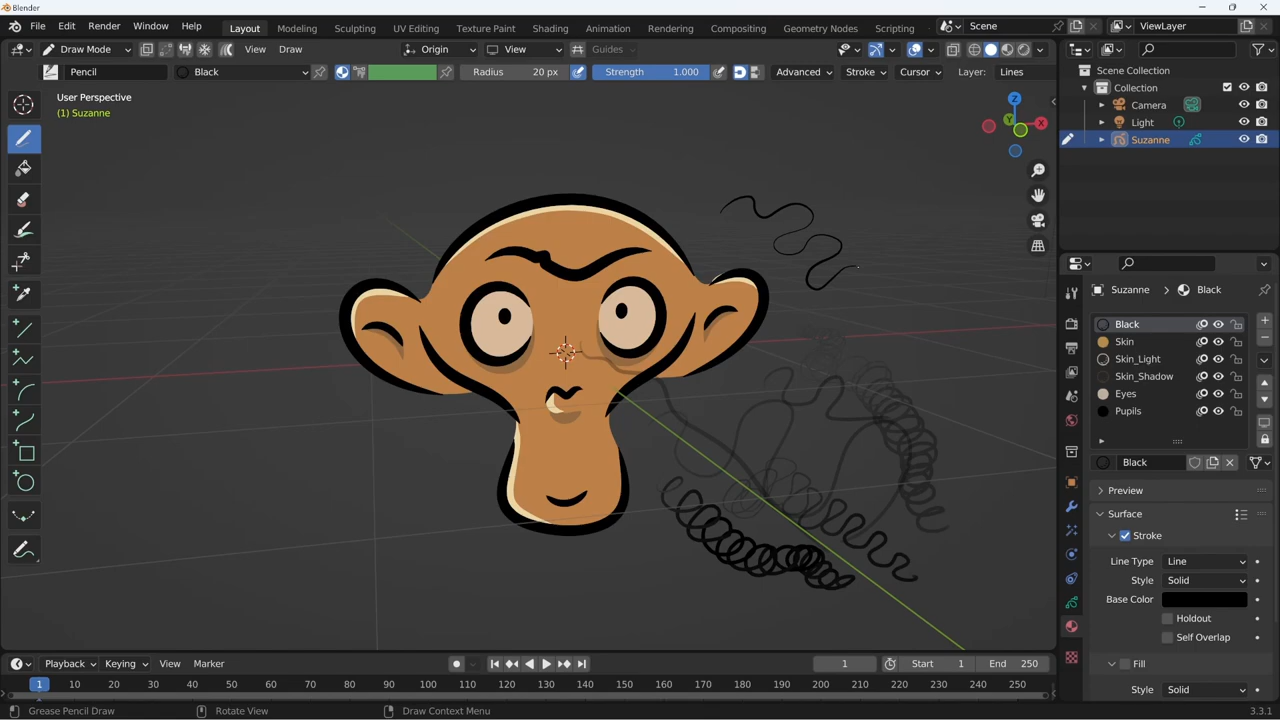 Blender
File Edit Render Window Help Layout Modeling Sculpting UV Editing Texture Paint Shading Animation Rendering Compositing Geometry Nodes Scripting Scene ViewLayer
Draw Mode View Draw Origin View Guides
Pencil Black Radius 20 px Strength 1.000 Advanced Stroke Cursor Layer: Lines
User Perspective
(1) Suzanne
Z
Y
X
Scene Collection
Collection
Camera
Light
Suzanne
Suzanne Black
Black
Skin
Skin_Light
Skin_Shadow
Eyes
Pupils
Black
Preview
Surface
Stroke
Line Type Line
Style Solid
Base Color
Holdout
Self Overlap
Fill
Style Solid
Playback Keying View Marker 1 Start 1 End 250
1 10 20 30 40 50 60 70 80 90 100 110 120 130 140 150 160 170 180 190 200 210 220 230 240 250
Grease Pencil Draw Rotate View Draw Context Menu 3.3.1